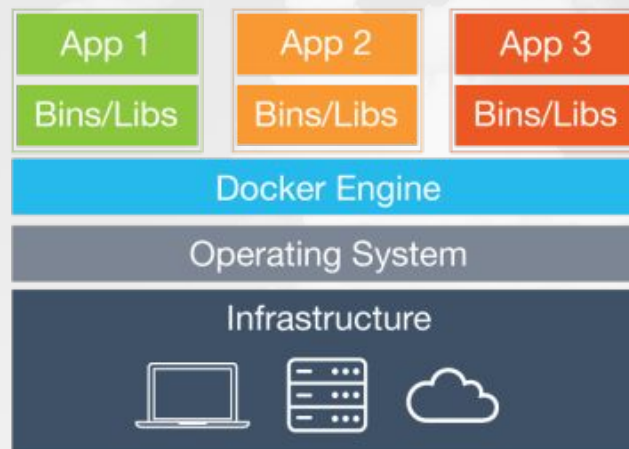 App 1
App 2
App 3
Bins/Libs
Bins/Libs
Bins/Libs
Docker Engine
Operating System
Infrastructure